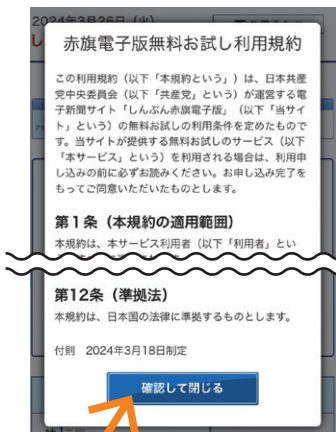 2024年3月26日（火）
赤旗電子版無料お試し利用規約
この利用規約（以下「本規約という」）は、日本共産
党中央委員会（以下「共産党」という）が運営する電
子新聞サイト「しんぶん赤旗電子版」（以下「当サイ
ト」という）の無料お試しの利用条件を定めたもので
す。当サイトが提供する無料お試しのサービス（以下
「本サービス」という）を利用される場合は、利用申
し込みの前に必ずお読みください。お申し込み完了を
もってご同意いただいたものとします。
第１条（本規約の適用範囲）
本規約は、本サービス利用者（以下「利用者」とい
第12条（準拠法）
本規約は、日本国の法律に準拠するものとします。
付則　2024年3月18日制定
確認して閉じる